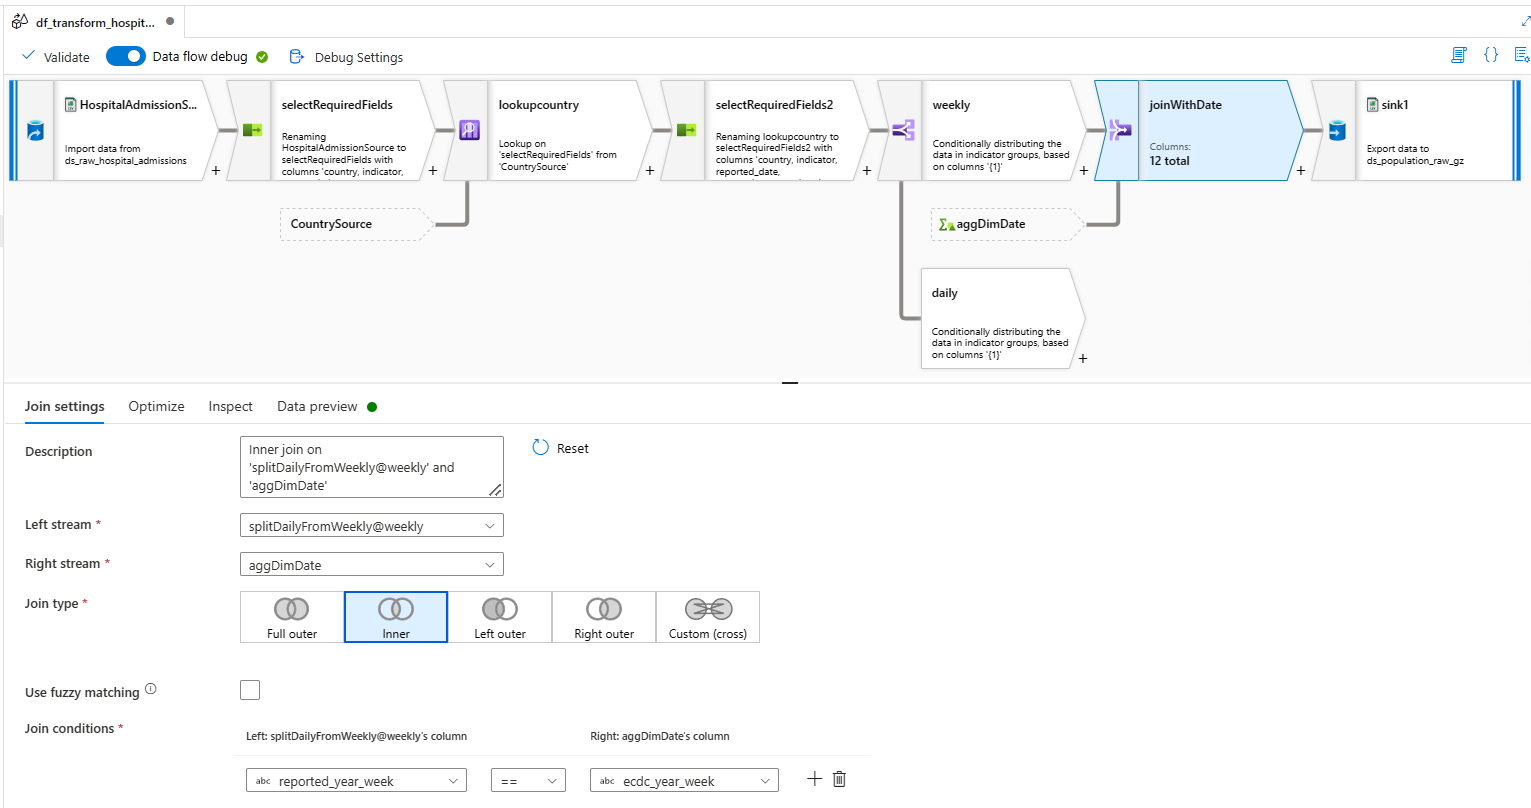 df_transform_hospit...
Validate
Data flow debug
Debug Settings
HospitalAdmissionS...
Import data from
ds_raw_hospital_admissions
+
selectRequiredFields
Renaming
HospitalAdmissionSource to
selectRequiredFields with
columns 'country, indicator,
+
lookupcountry
Lookup on
'selectRequiredFields' from
'CountrySource'
+
selectRequiredFields2
Renaming lookupcountry to
selectRequiredFields2 with
columns 'country, indicator,
reported_date,
+
weekly
Conditionally distributing the
data in indicator groups, based
on columns '{1}'
+
joinWithDate
Columns:
12 total
+
sink1
Export data to
ds_population_raw_gz
CountrySource
aggDimDate
daily
Conditionally distributing the
data in indicator groups, based
on columns '{1}'
+
Join settings
Optimize
Inspect
Data preview
Description
Inner join on
'splitDailyFromWeekly@weekly' and
'aggDimDate'
Reset
Left stream *
splitDailyFromWeekly@weekly
Right stream *
aggDimDate
Join type *
Full outer
Inner
Left outer
Right outer
Custom (cross)
Use fuzzy matching
Join conditions *
Left: splitDailyFromWeekly@weekly's column
Right: aggDimDate's column
abc reported_year_week
==
abc ecdc_year_week